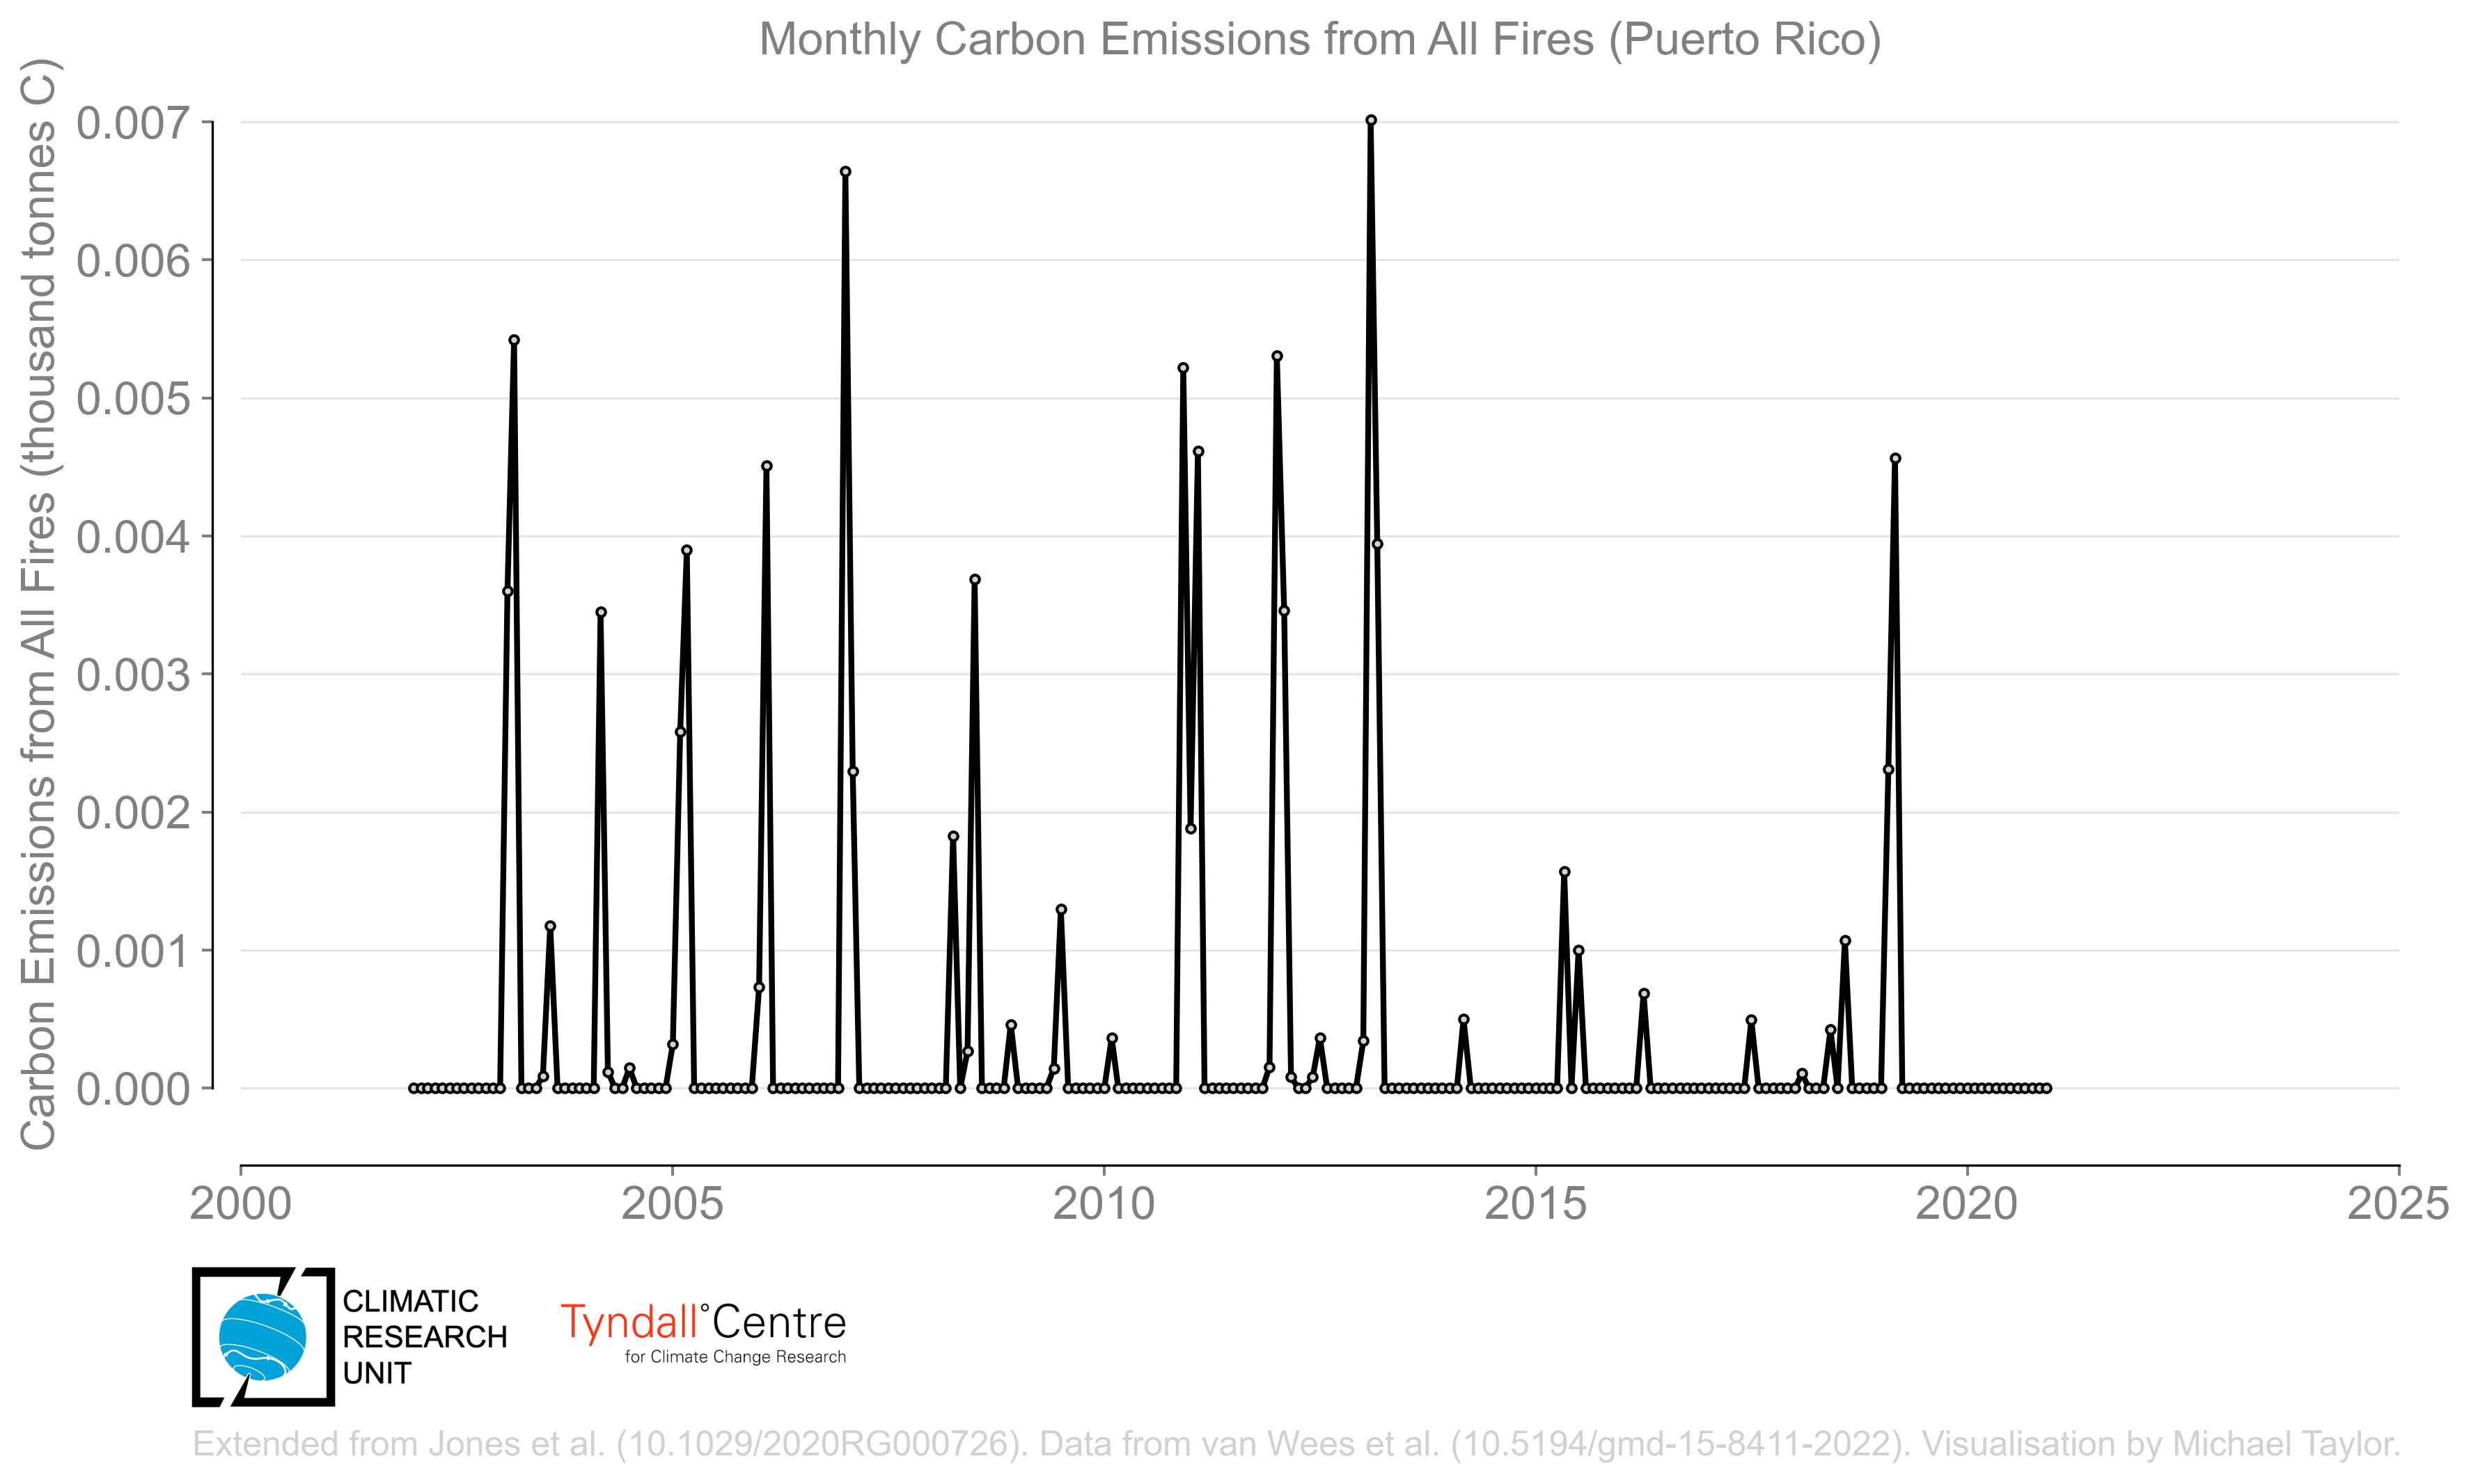 Monthly Carbon Emissions from All Fires (Puerto Rico)
Carbon Emissions from All Fires (thousand tonnes C)
0.007
0.006
0.005
0.004
0.003
0.002
0.001
0.000
2000
2005
2010
2015
2020
2025
CLIMATIC
RESEARCH
UNIT
Tyndall°Centre
for Climate Change Research
Extended from Jones et al. (10.1029/2020RG000726). Data from van Wees et al. (10.5194/gmd-15-8411-2022). Visualisation by Michael Taylor.